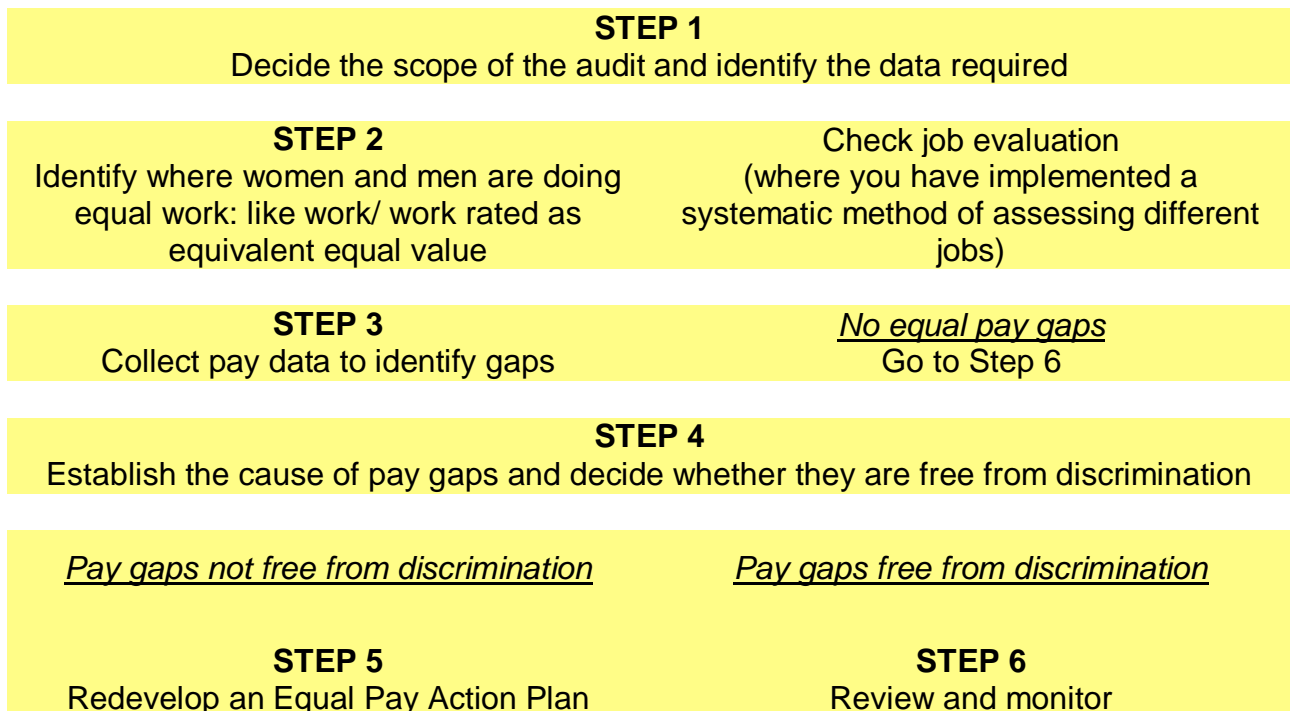 STEP 1
Decide the scope of the audit and identify the data required
STEP 2
Identify where women and men are doing
equal work: like work/ work rated as
equivalent equal value
Check job evaluation
(where you have implemented a
systematic method of assessing different
jobs)
STEP 3
Collect pay data to identify gaps
No equal pay gaps
Go to Step 6
STEP 4
Establish the cause of pay gaps and decide whether they are free from discrimination
Pay gaps not free from discrimination
Pay gaps free from discrimination
STEP 5
Redevelop an Equal Pay Action Plan
STEP 6
Review and monitor